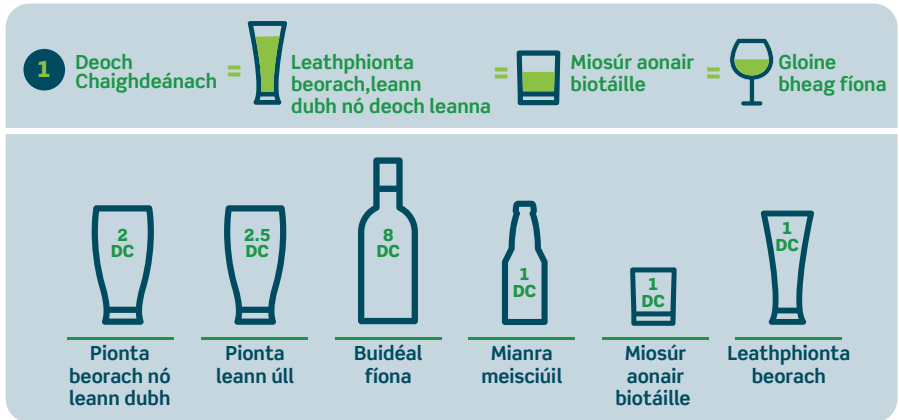 1
Deoch
Chaighdeánach
=
Leathphionta
beorach,leann
dubh nó deoch leanna
=
Miosúr aonair
biotáille
=
Gloine
bheag fíona
2
DC
2.5
DC
8
DC
1
DC
1
DC
1
DC
Pionta
beorach nó
leann dubh
Pionta
leann úll
Buidéal
fíona
Mianra
meisciúil
Miosúr
aonair
biotáille
Leathphionta
beorach